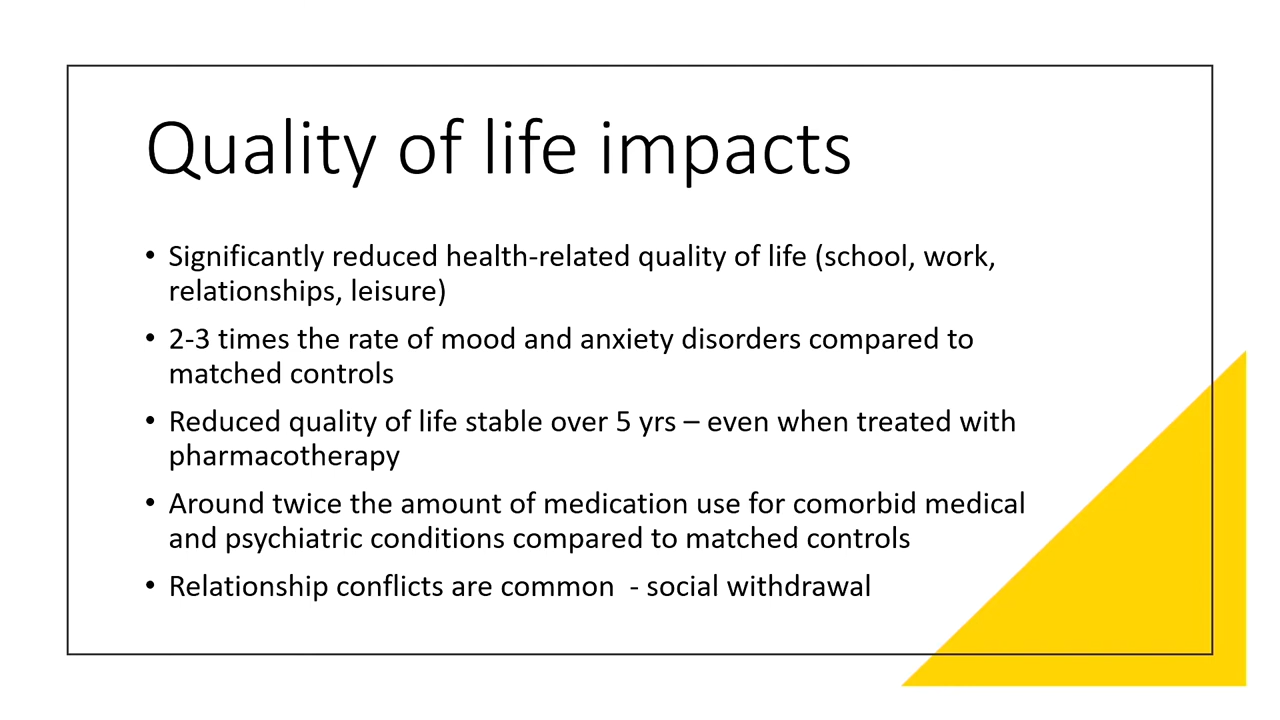 Quality of life impacts
• Significantly reduced health-related quality of life (school, work,
relationships, leisure)
• 2-3 times the rate of mood and anxiety disorders compared to
matched controls
• Reduced quality of life stable over 5 yrs – even when treated with
pharmacotherapy
• Around twice the amount of medication use for comorbid medical
and psychiatric conditions compared to matched controls
• Relationship conflicts are common  - social withdrawal